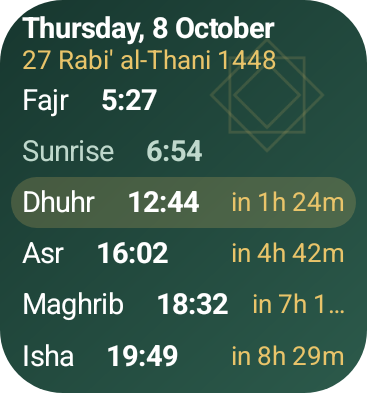 Thursday, 8 October
27 Rabi' al-Thani 1448
Fajr 5:27
Sunrise 6:54
Dhuhr 12:44 in 1h 24m
Asr 16:02 in 4h 42m
Maghrib 18:32 in 7h 1...
Isha 19:49 in 8h 29m